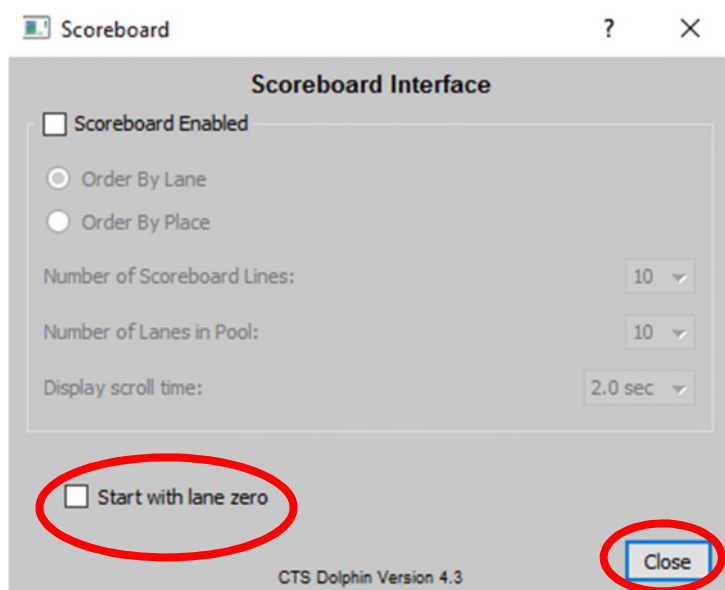 Scoreboard ? X
Scoreboard Interface
Scoreboard Enabled
Order By Lane
Order By Place
Number of Scoreboard Lines: 10
Number of Lanes in Pool: 10
Display scroll time: 2.0 sec
Start with lane zero
Close
CTS Dolphin Version 4.3